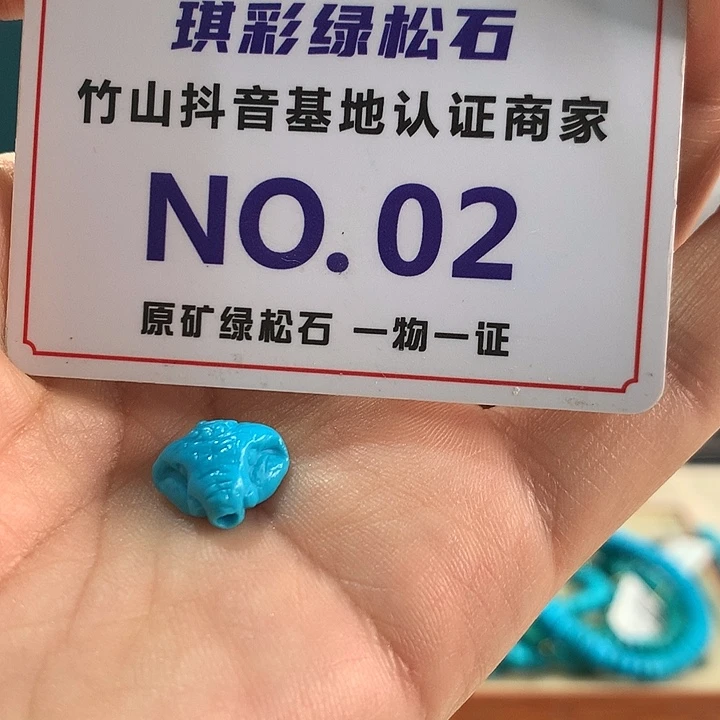 琪彩绿松石
竹山抖音基地认证商家
NO.02
原矿绿松石 一物一证